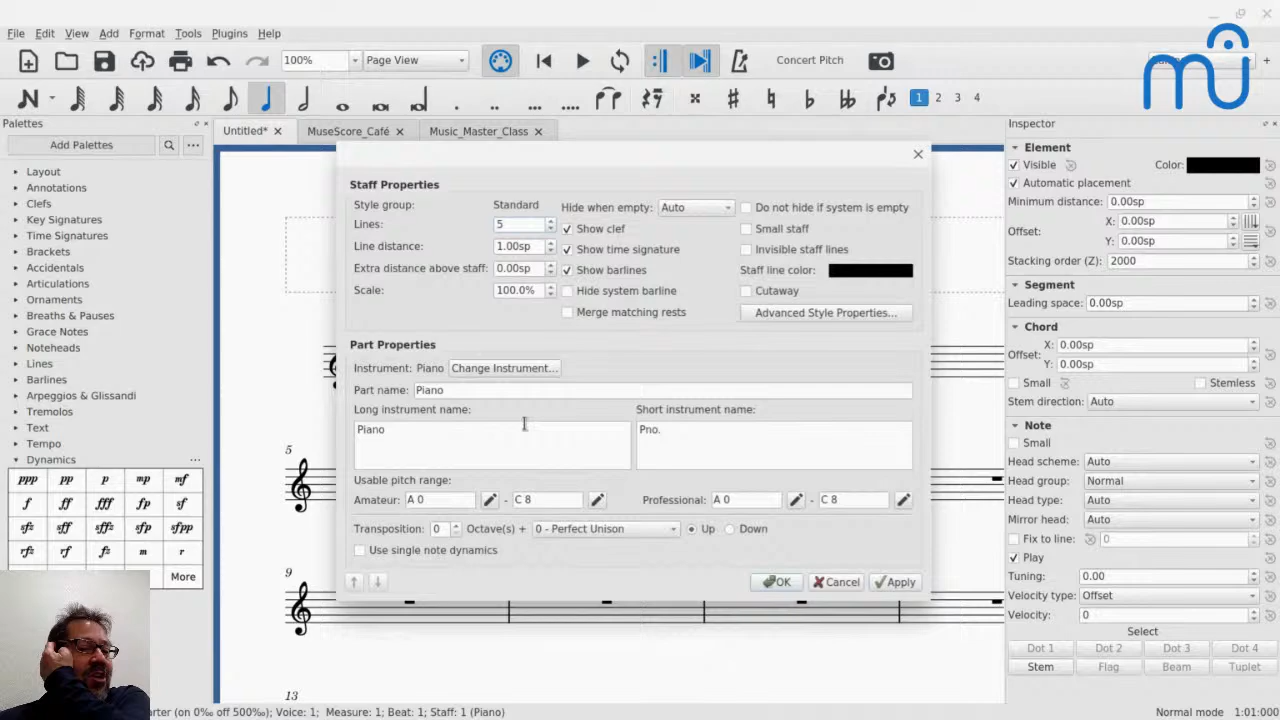 File Edit View Add Format Tools Plugins Help
100% Page View Concert Pitch
1 2 3 4
Palettes
Add Palettes
Layout
Annotations
Clefs
Key Signatures
Time Signatures
Brackets
Accidentals
Articulations
Ornaments
Breaths & Pauses
Grace Notes
Noteheads
Lines
Barlines
Arpeggios & Glissandi
Tremolos
Text
Tempo
Dynamics
ppp pp p mp mf
f ff fff fp sf
sfz sff sffz sfp sfpp
rfz rf fz m r
More
Untitled* MuseScore_Café Music_Master_Class
Staff Properties
Style group: Standard
Lines: 5
Line distance: 1.00sp
Extra distance above staff: 0.00sp
Scale: 100.0%
Hide when empty: Auto
Show clef
Show time signature
Show barlines
Hide system barline
Merge matching rests
Do not hide if system is empty
Small staff
Invisible staff lines
Staff line color:
Cutaway
Advanced Style Properties...
Part Properties
Instrument: Piano Change Instrument...
Part name: Piano
Long instrument name: Short instrument name:
Piano Pno.
Usable pitch range:
Amateur: A 0 - C 8 Professional: A 0 - C 8
Transposition: 0 Octave(s) + 0 - Perfect Unison Up Down
Use single note dynamics
OK Cancel Apply
5
9
13
Inspector
Element
Visible Color:
Automatic placement
Minimum distance: 0.00sp
Offset: X: 0.00sp
Y: 0.00sp
Stacking order (Z): 2000
Segment
Leading space: 0.00sp
Chord
Offset: X: 0.00sp
Y: 0.00sp
Small Stemless
Stem direction: Auto
Note
Small
Head scheme: Auto
Head group: Normal
Head type: Auto
Mirror head: Auto
Fix to line: 0
Play
Tuning: 0.00
Velocity type: Offset
Velocity: 0
Select
Dot 1 Dot 2 Dot 3 Dot 4
Stem Flag Beam Tuplet
arter (on 0‰ off 500‰); Voice: 1; Measure: 1; Beat: 1; Staff: 1 (Piano) Normal mode 1:01:000